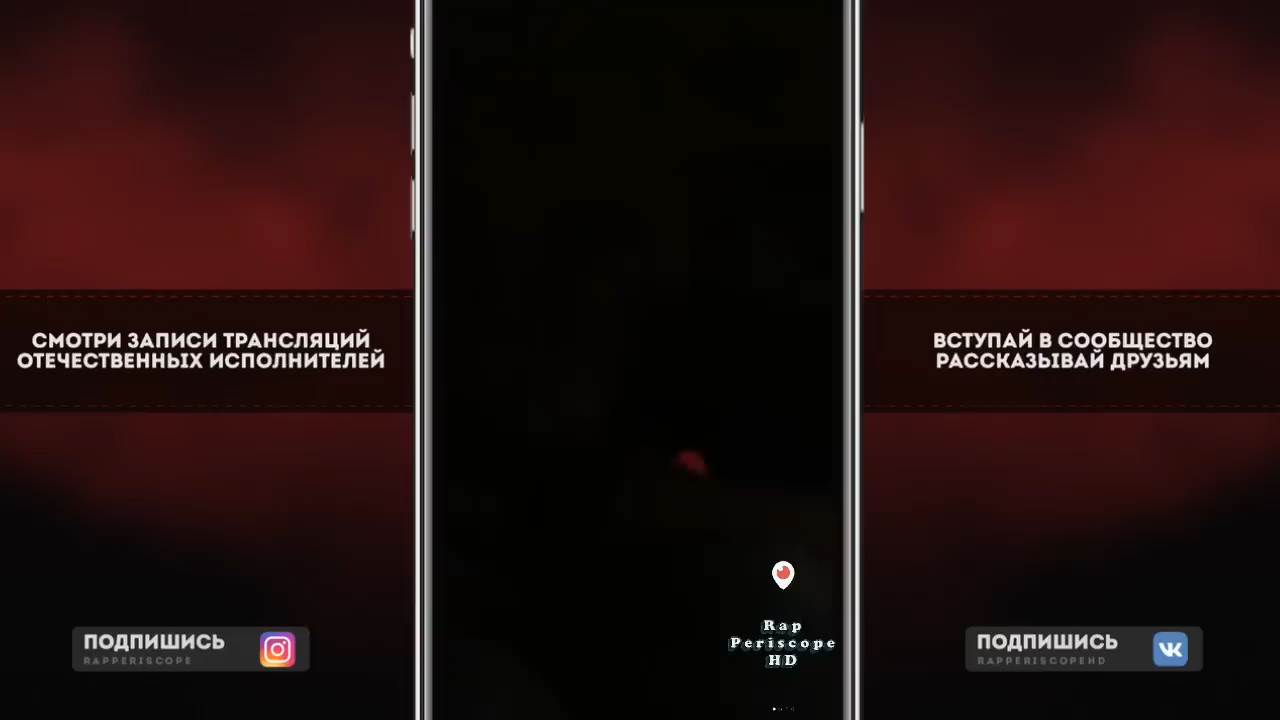 СМОТРИ ЗАПИСИ ТРАНСЛЯЦИЙ
ОТЕЧЕСТВЕННЫХ ИСПОЛНИТЕЛЕЙ
ВСТУПАЙ В СООБЩЕСТВО
РАССКАЗЫВАЙ ДРУЗЬЯМ
Rap
Periscope
HD
ПОДПИШИСЬ
RAPPERISCOPE
ПОДПИШИСЬ
RAPPERISCOPEHD